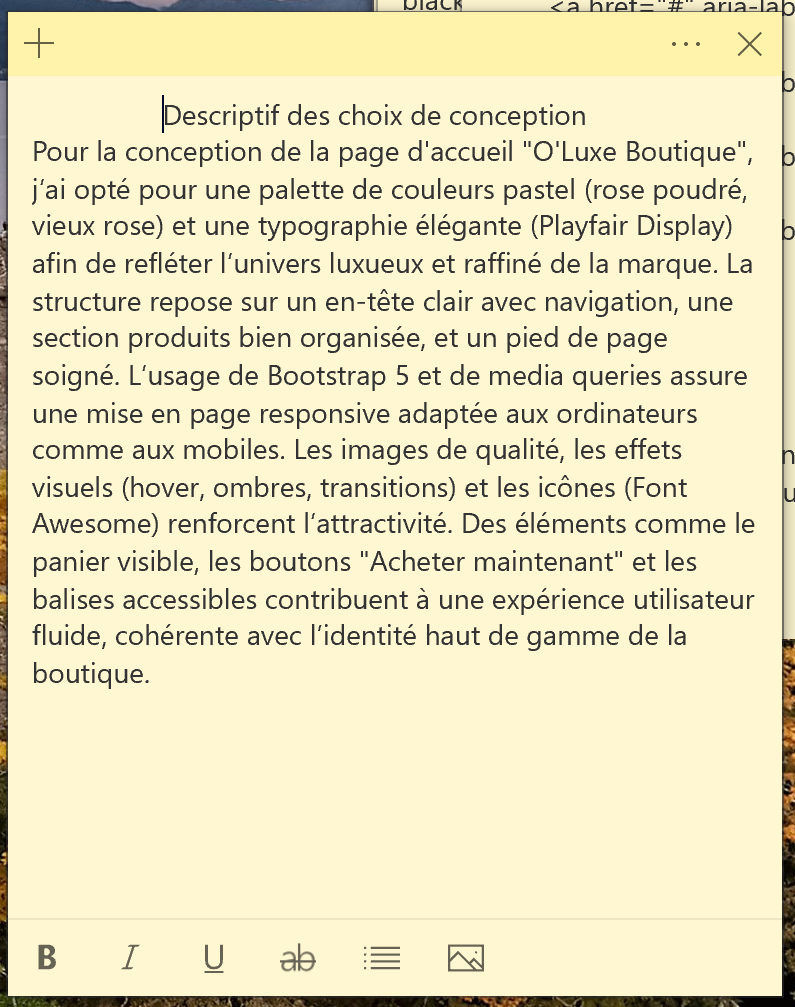 black
<a href="#" aria-lab
Descriptif des choix de conception
Pour la conception de la page d'accueil "O'Luxe Boutique",
j’ai opté pour une palette de couleurs pastel (rose poudré,
vieux rose) et une typographie élégante (Playfair Display)
afin de refléter l’univers luxueux et raffiné de la marque. La
structure repose sur un en-tête clair avec navigation, une
section produits bien organisée, et un pied de page
soigné. L’usage de Bootstrap 5 et de media queries assure
une mise en page responsive adaptée aux ordinateurs
comme aux mobiles. Les images de qualité, les effets
visuels (hover, ombres, transitions) et les icônes (Font
Awesome) renforcent l’attractivité. Des éléments comme le
panier visible, les boutons "Acheter maintenant" et les
balises accessibles contribuent à une expérience utilisateur
fluide, cohérente avec l’identité haut de gamme de la
boutique.
B I U ab